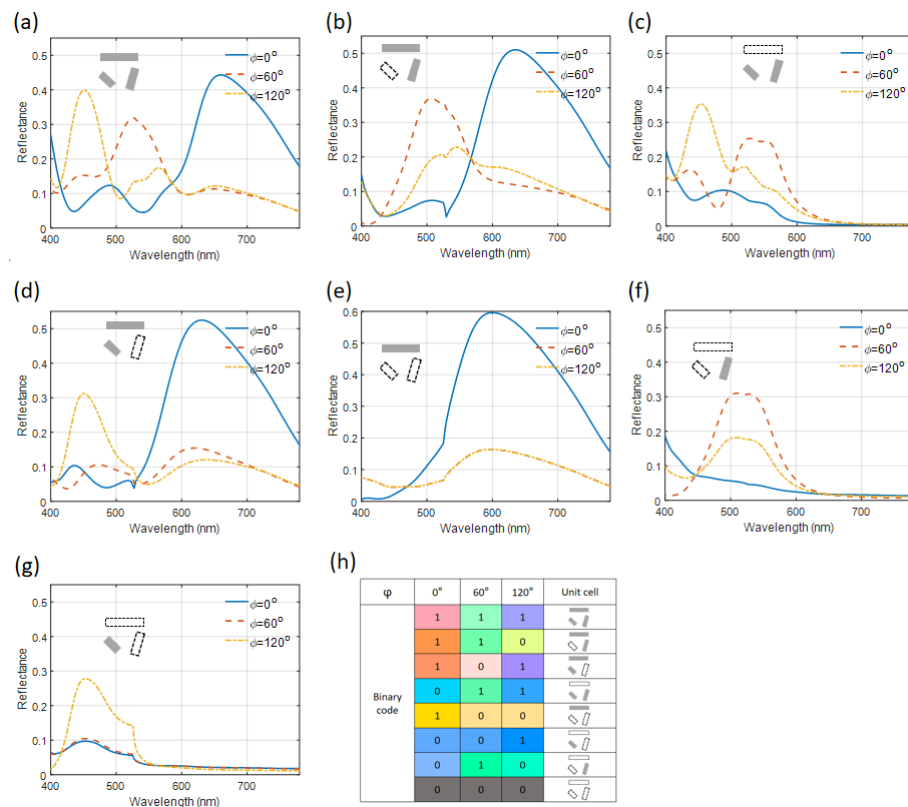 (a)
0.5
0.4
0.3
0.2
0.1
0
400
500
600
700
Reflectance
Wavelength (nm)
ϕ=0°
ϕ=60°
ϕ=120°
(b)
0.5
0.4
0.3
0.2
0.1
0
400
500
600
700
Reflectance
Wavelength (nm)
ϕ=0°
ϕ=60°
ϕ=120°
(c)
0.5
0.4
0.3
0.2
0.1
0
400
500
600
700
Reflectance
Wavelength (nm)
ϕ=0°
ϕ=60°
ϕ=120°
(d)
0.5
0.4
0.3
0.2
0.1
0
400
500
600
700
Reflectance
Wavelength (nm)
ϕ=0°
ϕ=60°
ϕ=120°
(e)
0.6
0.5
0.4
0.3
0.2
0.1
0
400
500
600
700
Reflectance
Wavelength (nm)
ϕ=0°
ϕ=60°
ϕ=120°
(f)
0.5
0.4
0.3
0.2
0.1
0
400
500
600
700
Reflectance
Wavelength (nm)
ϕ=0°
ϕ=60°
ϕ=120°
(g)
0.5
0.4
0.3
0.2
0.1
0
400
500
600
700
Reflectance
Wavelength (nm)
ϕ=0°
ϕ=60°
ϕ=120°
(h)
φ 0° 60° 120° Unit cell
Binary code
1 1 1
1 1 0
1 0 1
0 1 1
1 0 0
0 0 1
0 1 0
0 0 0